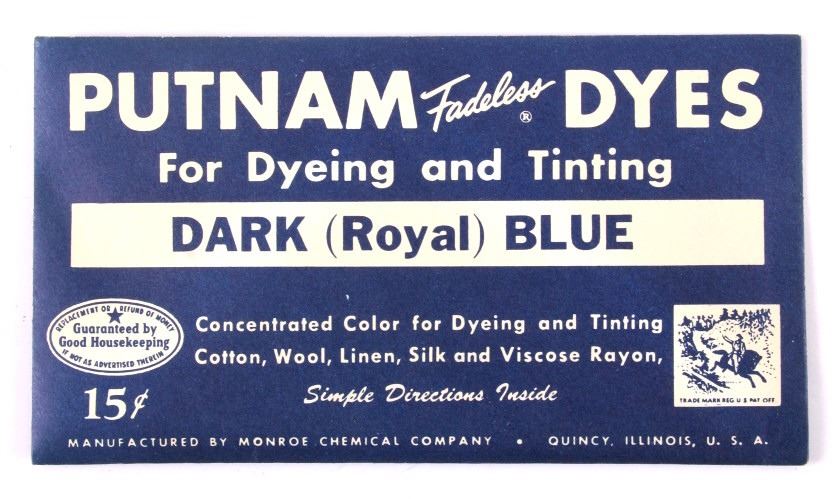 PUTNAM Fadeless® DYES
For Dyeing and Tinting
DARK (Royal) BLUE
REPLACEMENT OR REFUND OF MONEY
Guaranteed by
Good Housekeeping
IF NOT AS ADVERTISED THEREIN
Concentrated Color for Dyeing and Tinting
Cotton, Wool, Linen, Silk and Viscose Rayon,
Simple Directions Inside
15¢
TRADE MARK REG. U S PAT OFF
MANUFACTURED BY MONROE CHEMICAL COMPANY • QUINCY, ILLINOIS, U. S. A.